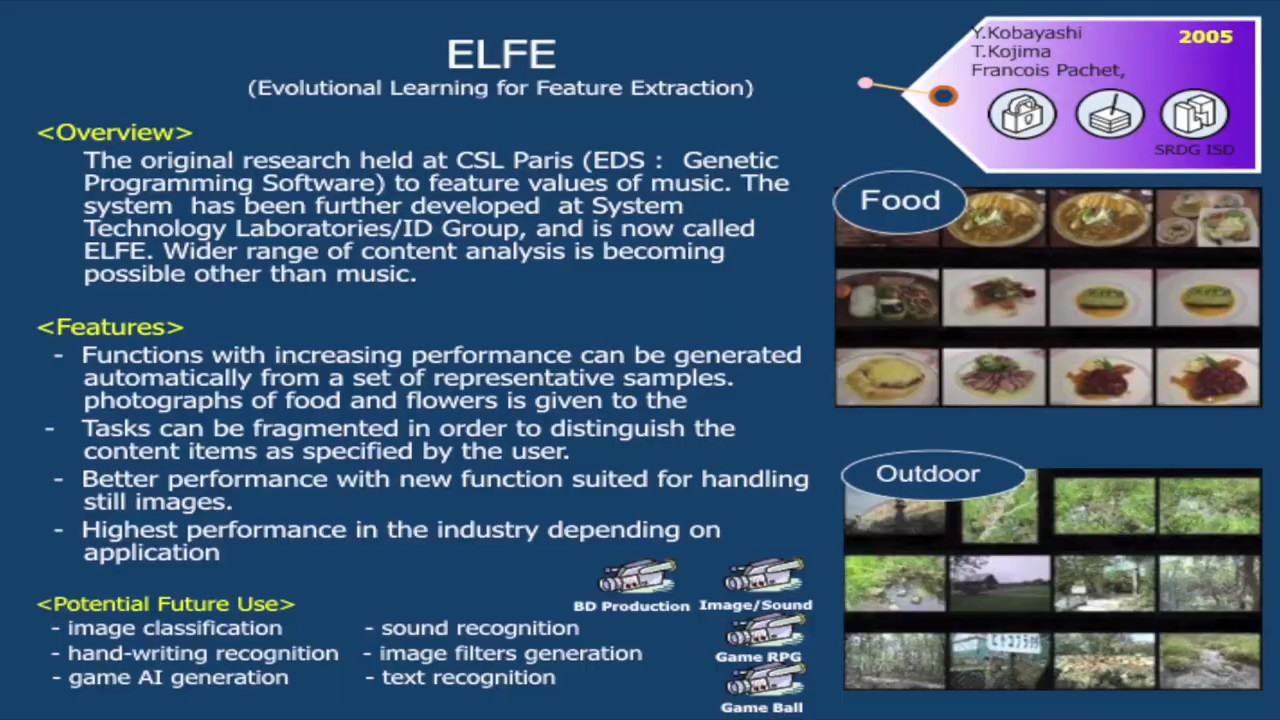 ELFE
(Evolutional Learning for Feature Extraction)
Y.Kobayashi
T.Kojima
Francois Pachet,
2005
SRDG ISD
<Overview>
The original research held at CSL Paris (EDS : Genetic
Programming Software) to feature values of music. The
system has been further developed at System
Technology Laboratories/ID Group, and is now called
ELFE. Wider range of content analysis is becoming
possible other than music.
<Features>
- Functions with increasing performance can be generated
automatically from a set of representative samples.
photographs of food and flowers is given to the
- Tasks can be fragmented in order to distinguish the
content items as specified by the user.
- Better performance with new function suited for handling
still images.
- Highest performance in the industry depending on
application
<Potential Future Use>
- image classification
- hand-writing recognition
- game AI generation
- sound recognition
- image filters generation
- text recognition
BD Production
Image/Sound
Game RPG
Game Ball
Food
Outdoor